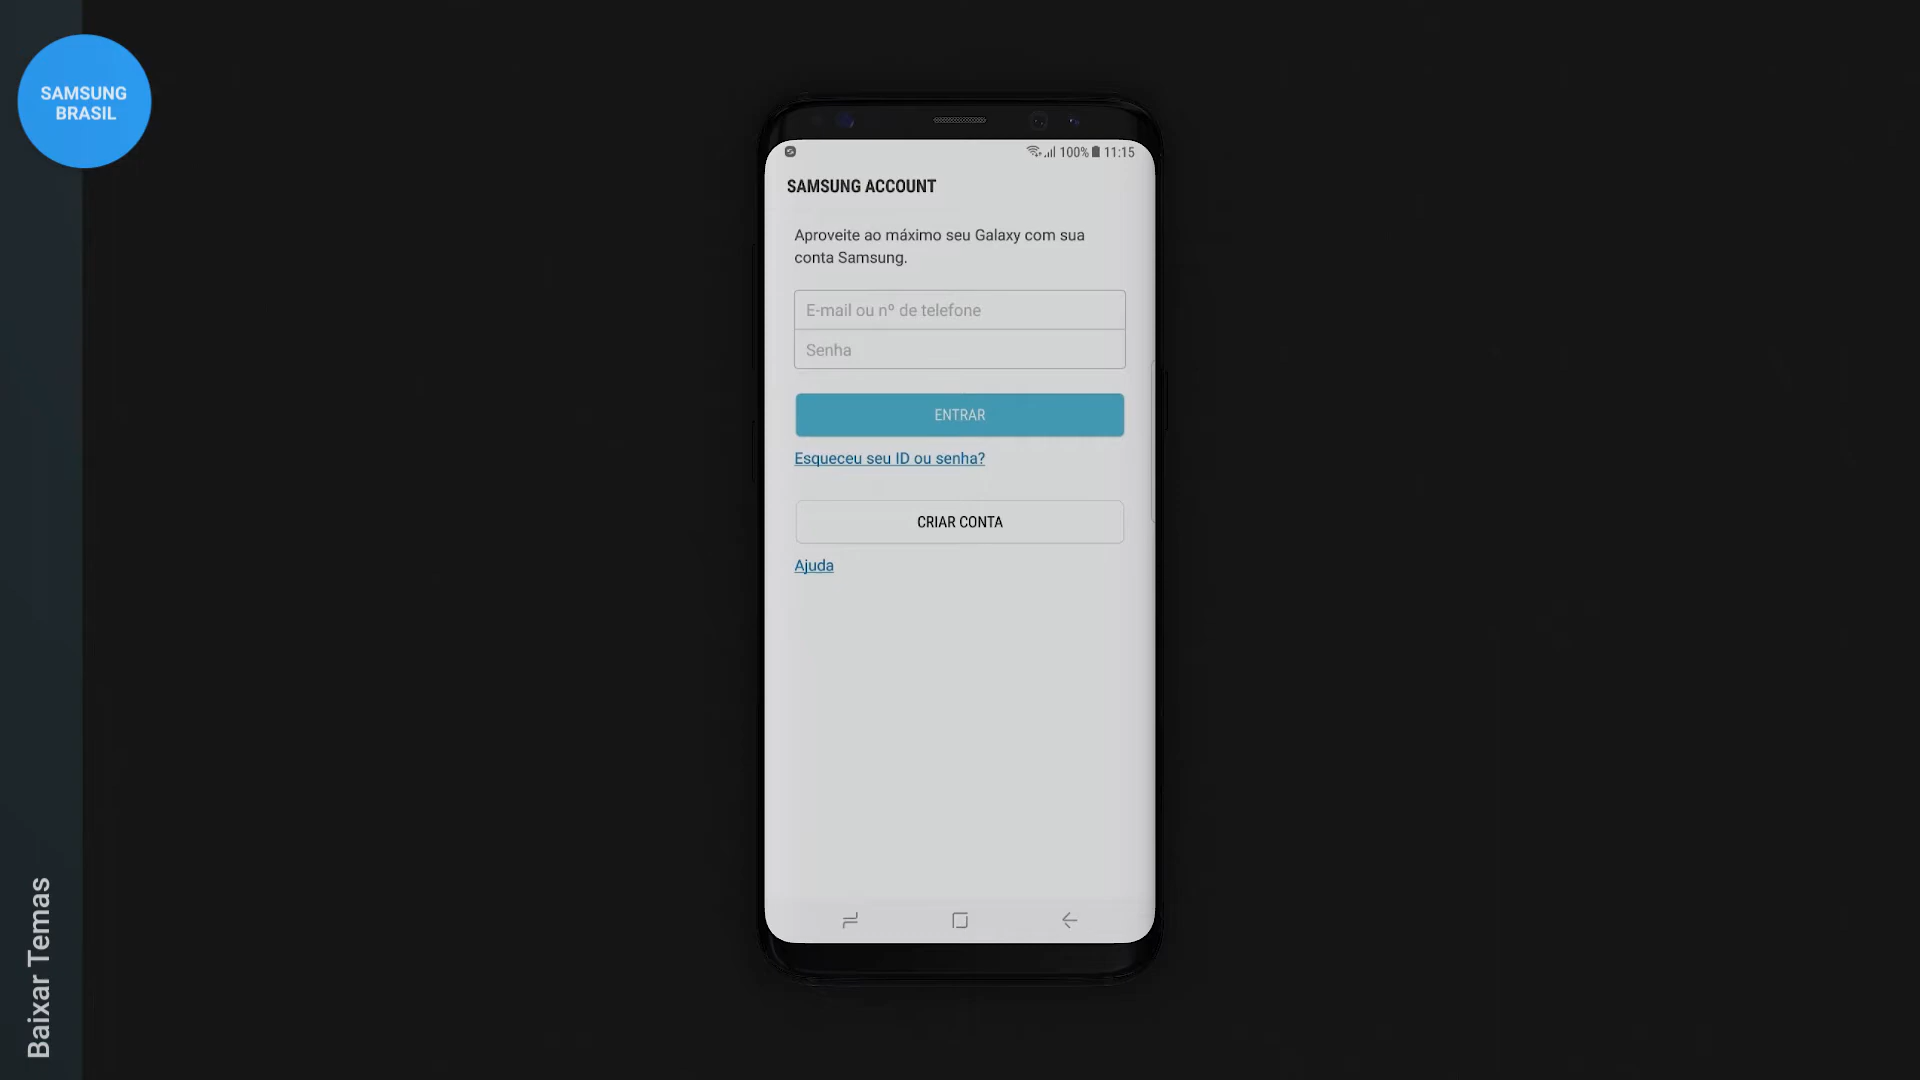 SAMSUNG
BRASIL
100% 11:15
SAMSUNG ACCOUNT
Aproveite ao máximo seu Galaxy com sua
conta Samsung.
E-mail ou nº de telefone
Senha
ENTRAR
Esqueceu seu ID ou senha?
CRIAR CONTA
Ajuda
Baixar Temas